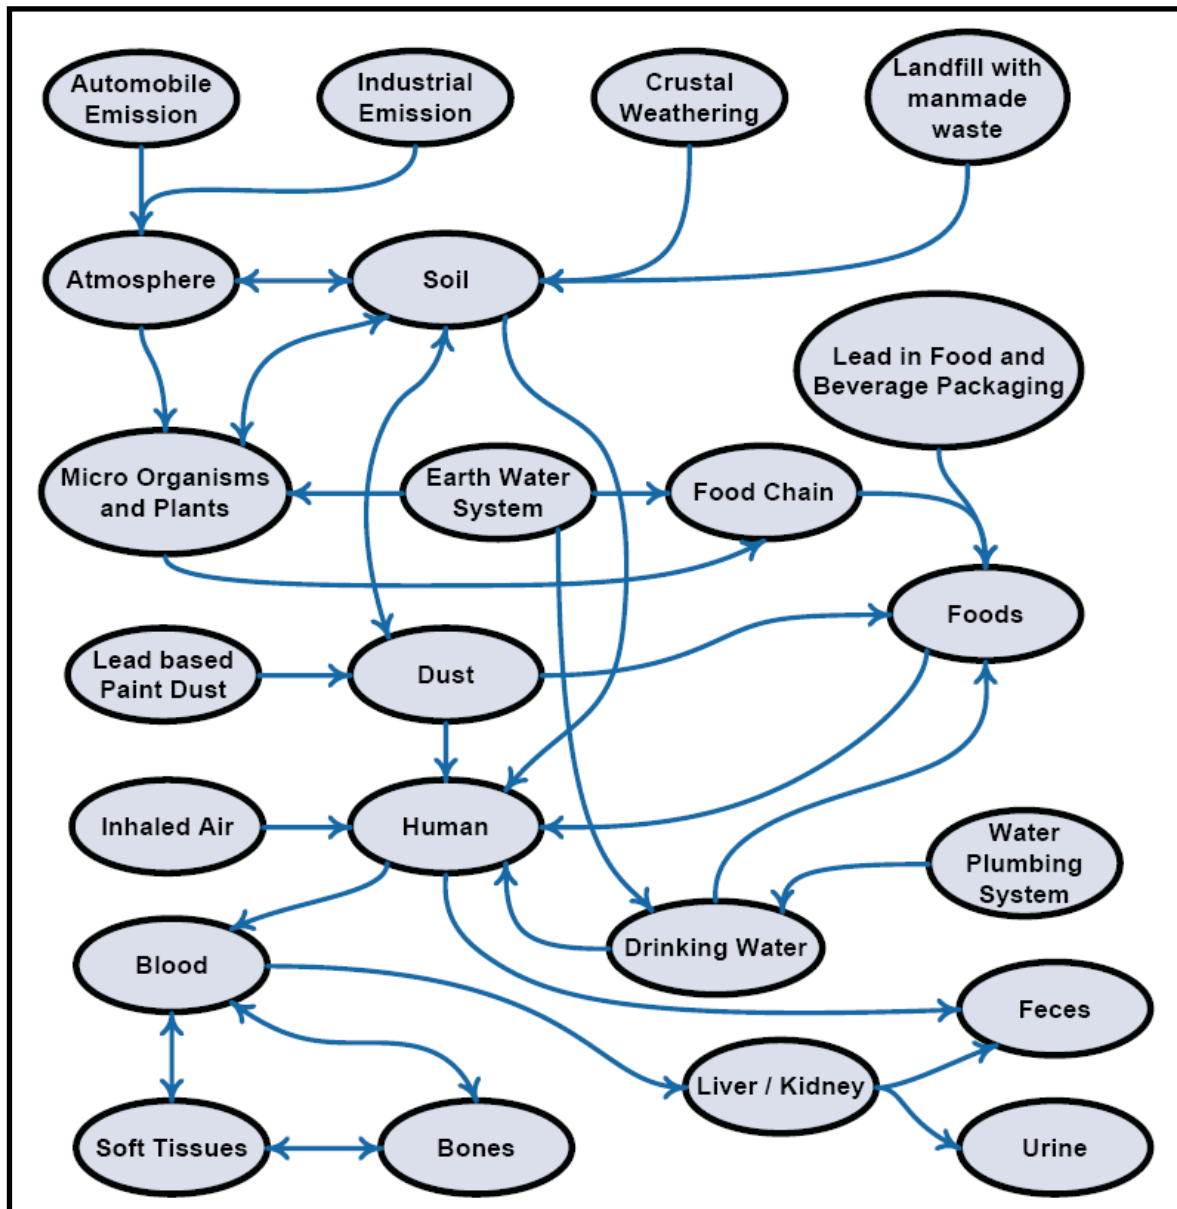 Automobile
Emission
Industrial
Emission
Crustal
Weathering
Landfill with
manmade
waste
Atmosphere
Soil
Lead in Food and
Beverage Packaging
Micro Organisms
and Plants
Earth Water
System
Food Chain
Foods
Lead based
Paint Dust
Dust
Inhaled Air
Human
Water
Plumbing
System
Blood
Drinking Water
Feces
Liver / Kidney
Soft Tissues
Bones
Urine